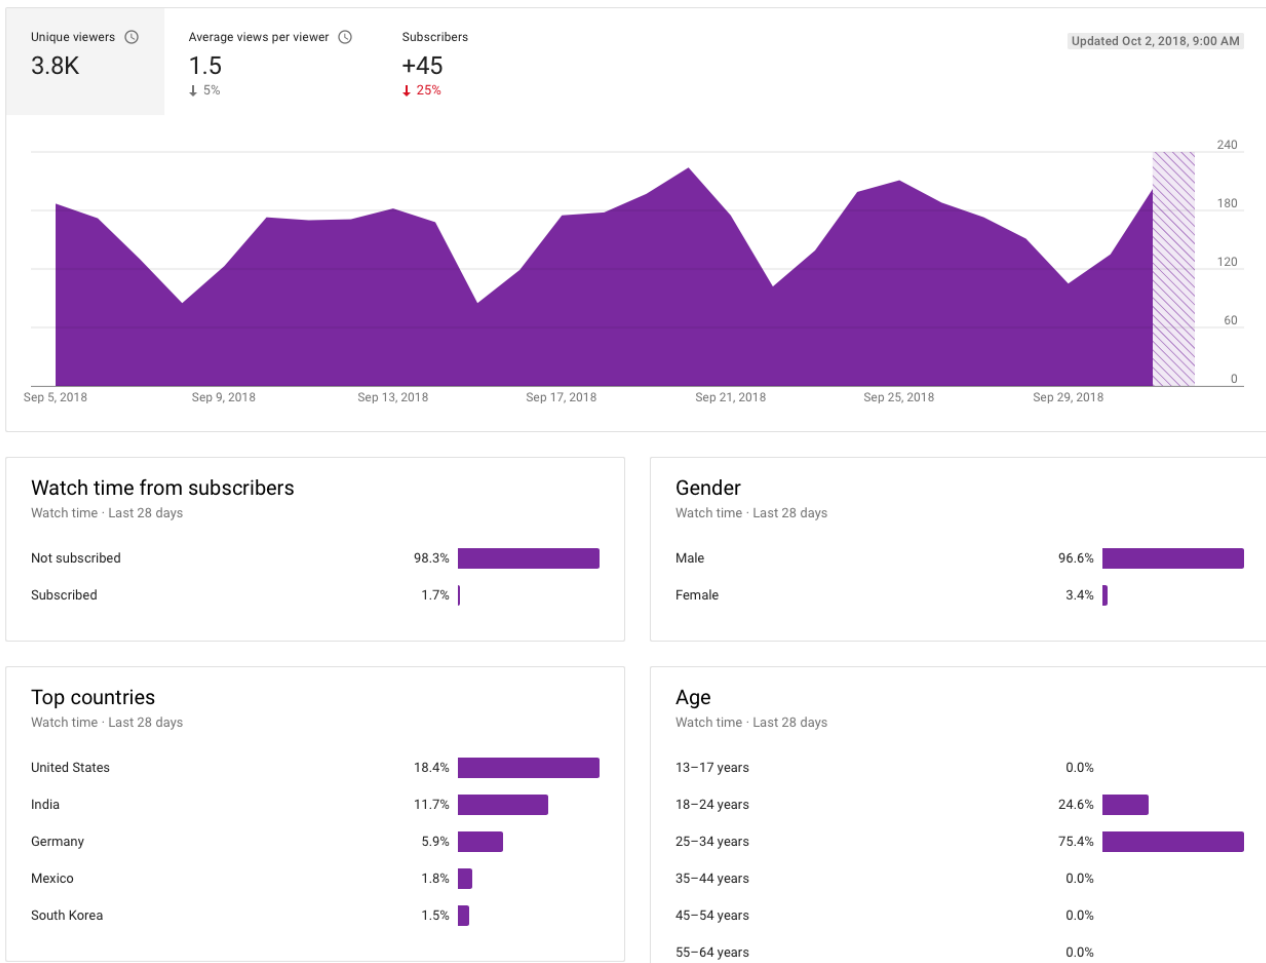 Unique viewers
3.8K
Average views per viewer
1.5
↓ 5%
Subscribers
+45
↓ 25%
Updated Oct 2, 2018, 9:00 AM
240
180
120
60
0
Sep 5, 2018
Sep 9, 2018
Sep 13, 2018
Sep 17, 2018
Sep 21, 2018
Sep 25, 2018
Sep 29, 2018
Watch time from subscribers
Watch time · Last 28 days
Not subscribed 98.3%
Subscribed 1.7%
Gender
Watch time · Last 28 days
Male 96.6%
Female 3.4%
Top countries
Watch time · Last 28 days
United States 18.4%
India 11.7%
Germany 5.9%
Mexico 1.8%
South Korea 1.5%
Age
Watch time · Last 28 days
13–17 years 0.0%
18–24 years 24.6%
25–34 years 75.4%
35–44 years 0.0%
45–54 years 0.0%
55–64 years 0.0%